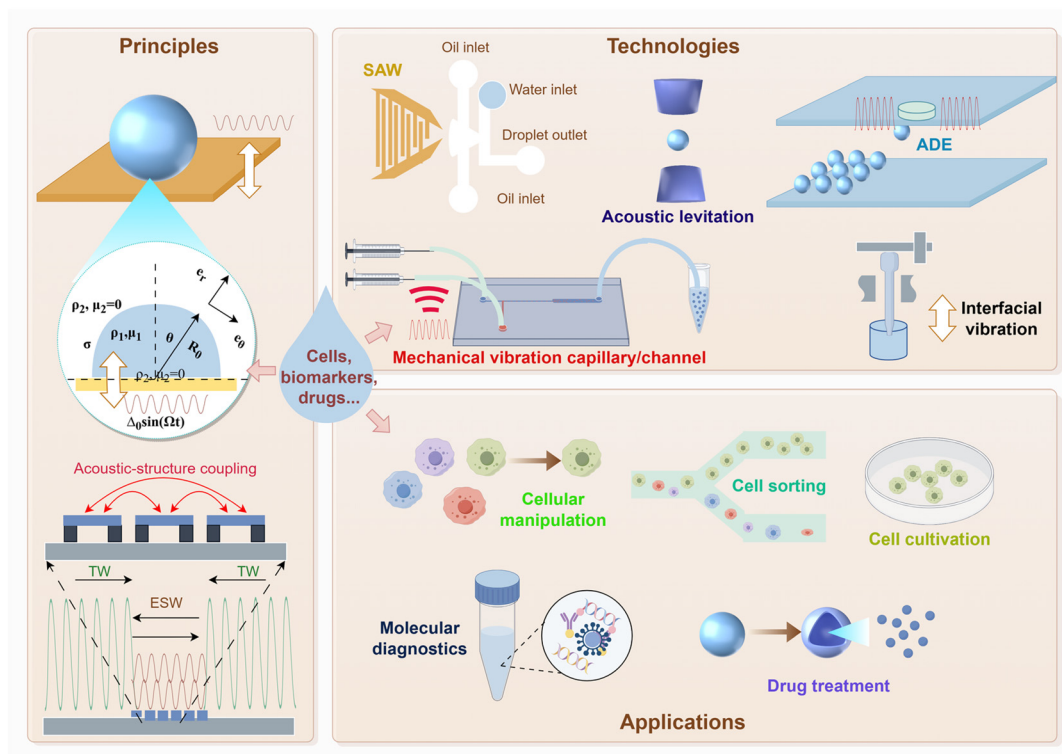 Principles
ρ₂, μ₂=0
e_r
σ
ρ₁,μ₁
θ
R₀
e_θ
ρ₂,μ₂=0
Δ₀sin(Ωt)
Acoustic-structure coupling
TW
TW
ESW
Cells,
biomarkers,
drugs...
Technologies
SAW
Oil inlet
Water inlet
Droplet outlet
Oil inlet
Acoustic levitation
ADE
Mechanical vibration capillary/channel
Interfacial
vibration
Cellular
manipulation
Cell sorting
Cell cultivation
Molecular
diagnostics
Drug treatment
Applications